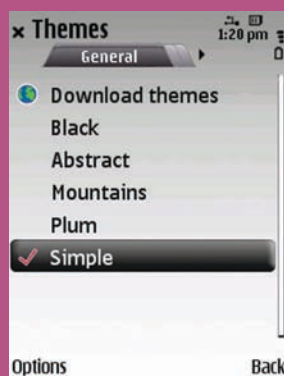 Themes
1:20 pm
General
Download themes
Black
Abstract
Mountains
Plum
Simple
Options
Back